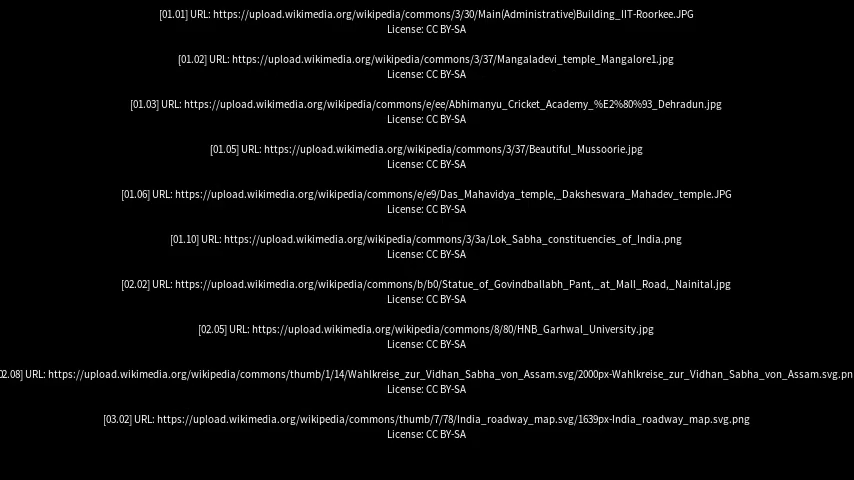 [01.01] URL: https://upload.wikimedia.org/wikipedia/commons/3/30/Main(Administrative)Building_IIT-Roorkee.JPG
License: CC BY-SA
[01.02] URL: https://upload.wikimedia.org/wikipedia/commons/3/37/Mangaladevi_temple_Mangalore1.jpg
License: CC BY-SA
[01.03] URL: https://upload.wikimedia.org/wikipedia/commons/e/ee/Abhimanyu_Cricket_Academy_%E2%80%93_Dehradun.jpg
License: CC BY-SA
[01.05] URL: https://upload.wikimedia.org/wikipedia/commons/3/37/Beautiful_Mussoorie.jpg
License: CC BY-SA
[01.06] URL: https://upload.wikimedia.org/wikipedia/commons/e/e9/Das_Mahavidya_temple,_Daksheswara_Mahadev_temple.JPG
License: CC BY-SA
[01.10] URL: https://upload.wikimedia.org/wikipedia/commons/3/3a/Lok_Sabha_constituencies_of_India.png
License: CC BY-SA
[02.02] URL: https://upload.wikimedia.org/wikipedia/commons/b/b0/Statue_of_Govindballabh_Pant,_at_Mall_Road,_Nainital.jpg
License: CC BY-SA
[02.05] URL: https://upload.wikimedia.org/wikipedia/commons/8/80/HNB_Garhwal_University.jpg
License: CC BY-SA
02.08] URL: https://upload.wikimedia.org/wikipedia/commons/thumb/1/14/Wahlkreise_zur_Vidhan_Sabha_von_Assam.svg/2000px-Wahlkreise_zur_Vidhan_Sabha_von_Assam.svg.pn
License: CC BY-SA
[03.02] URL: https://upload.wikimedia.org/wikipedia/commons/thumb/7/78/India_roadway_map.svg/1639px-India_roadway_map.svg.png
License: CC BY-SA